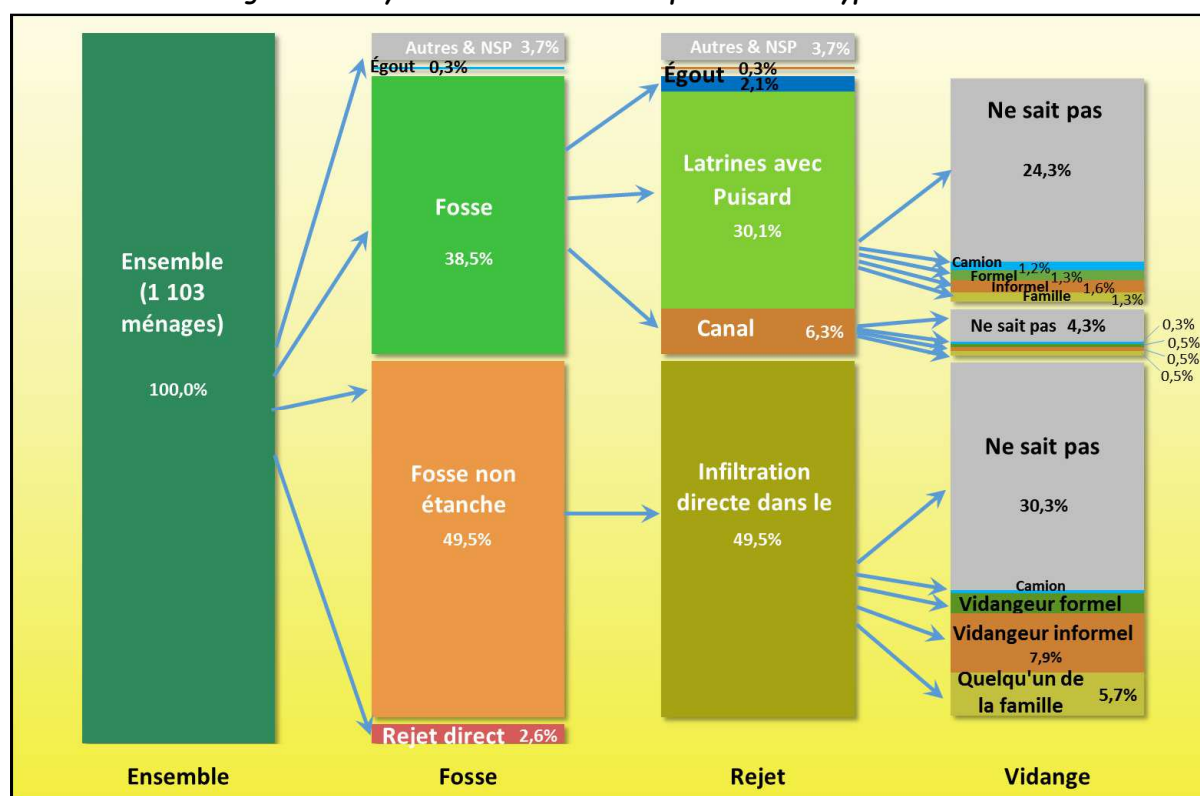 Ensemble
(1 103
ménages)
100,0%
Autres & NSP 3,7%
Égout 0,3%
Fosse
38,5%
Fosse non
étanche
49,5%
Rejet direct 2,6%
Autres & NSP 3,7%
0,3%
Égout
2,1%
Latrines avec
Puisard
30,1%
Canal 6,3%
Infiltration
directe dans le
49,5%
Ne sait pas
24,3%
Camion
1,2%
Formel 1,3%
Informel 1,6%
Famille 1,3%
Ne sait pas 4,3%
0,3%
0,5%
0,5%
0,5%
Ne sait pas
30,3%
Camion
Vidangeur formel
Vidangeur informel
7,9%
Quelqu'un de
la famille 5,7%
Ensemble Fosse Rejet Vidange